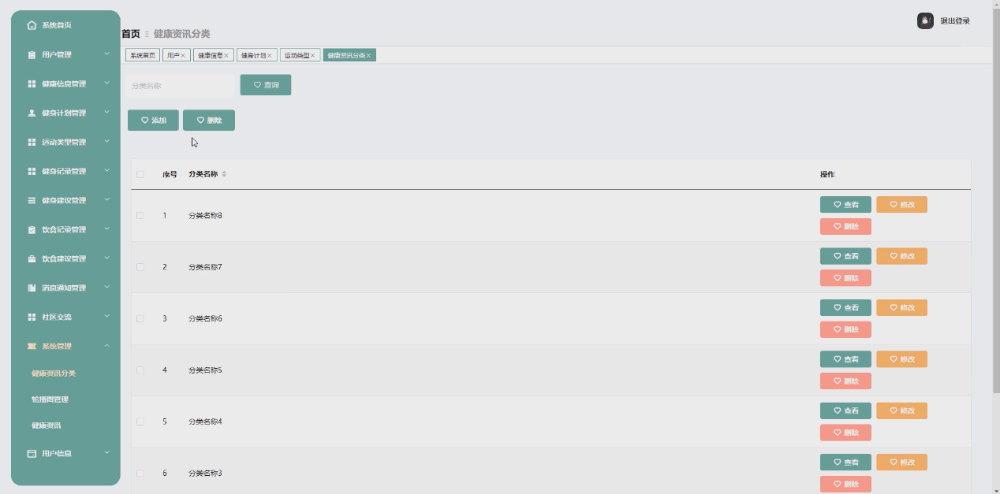 系统首页
用户管理
健康信息管理
健身计划管理
运动类型管理
健身记录管理
健身建议管理
饮食记录管理
饮食建议管理
消息通知管理
社区交流
系统管理
健康资讯分类
轮播图管理
健康资讯
用户信息
退出登录
首页 健康资讯分类
系统首页 用户× 健康信息× 健身计划× 运动类型× 健康资讯分类×
分类名称 查询
添加 删除
序号 分类名称 操作
1 分类名称8 查看 修改
删除
2 分类名称7 查看 修改
删除
3 分类名称6 查看 修改
删除
4 分类名称5 查看 修改
删除
5 分类名称4 查看 修改
删除
6 分类名称3 查看 修改
删除